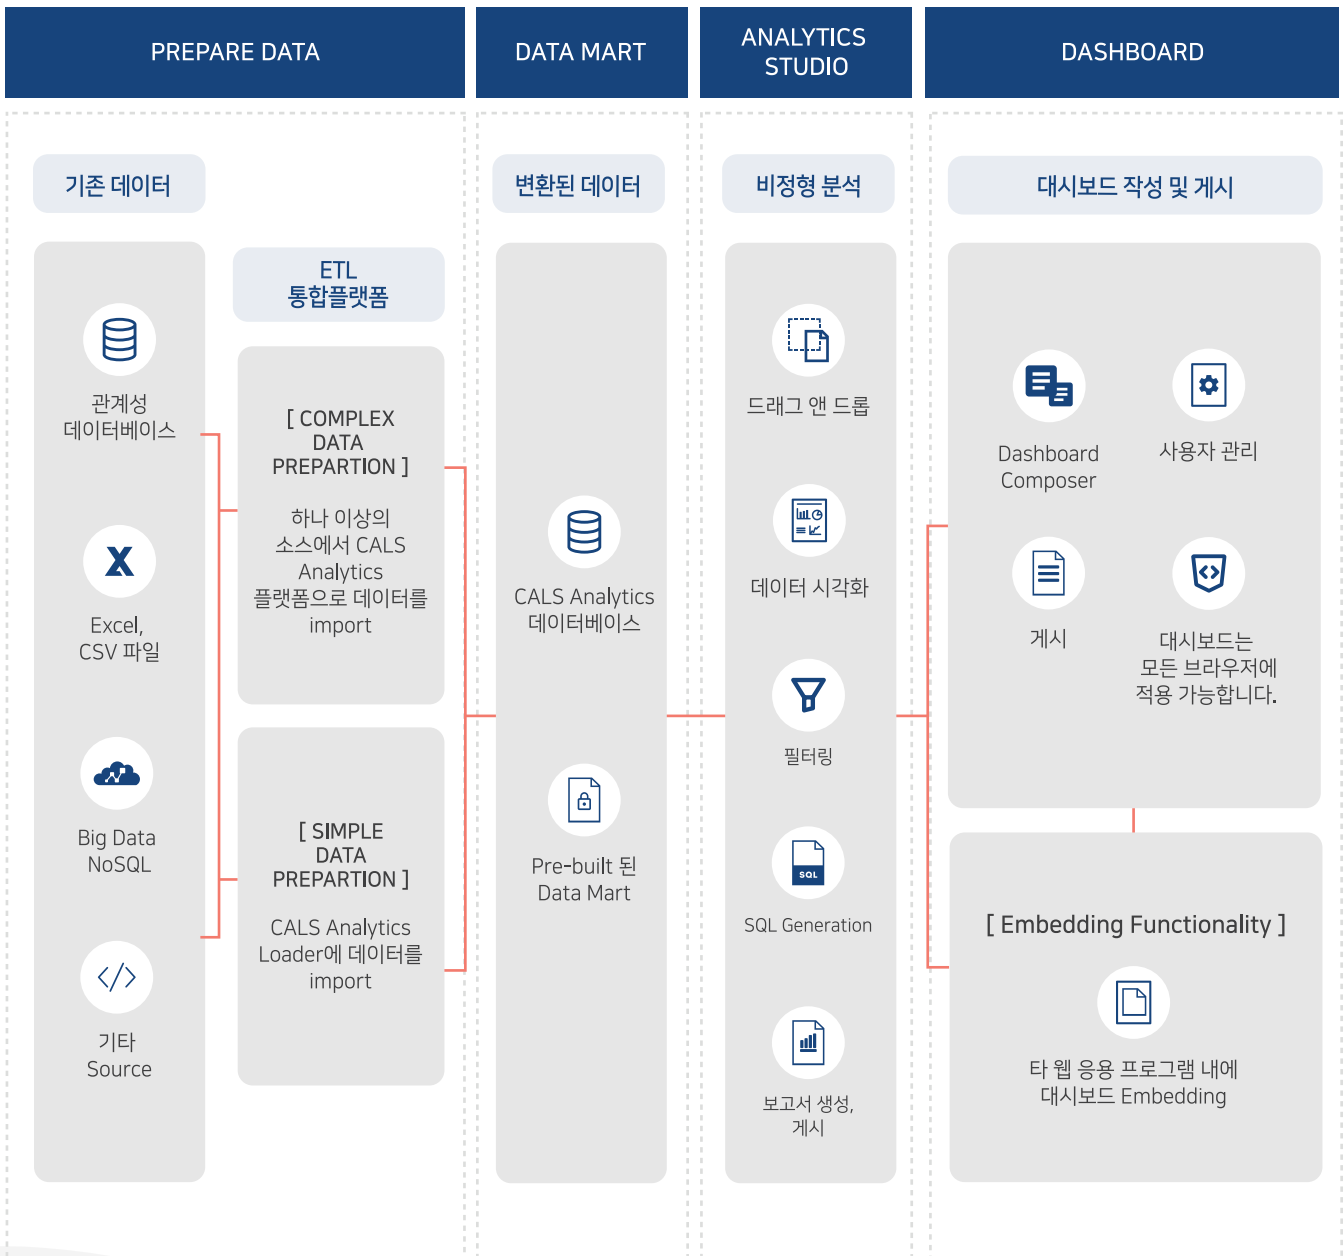 PREPARE DATA
DATA MART
ANALYTICS
STUDIO
DASHBOARD
기존 데이터
관계성
데이터베이스
Excel,
CSV 파일
Big Data
NoSQL
기타
Source
ETL
통합플랫폼
[ COMPLEX
DATA
PREPARTION ]
하나 이상의
소스에서 CALS
Analytics
플랫폼으로 데이터를
import
[ SIMPLE
DATA
PREPARTION ]
CALS Analytics
Loader에 데이터를
import
변환된 데이터
CALS Analytics
데이터베이스
Pre-built 된
Data Mart
비정형 분석
드래그 앤 드롭
데이터 시각화
필터링
SQL
SQL Generation
보고서 생성,
게시
대시보드 작성 및 게시
Dashboard
Composer
사용자 관리
게시
대시보드는
모든 브라우저에
적용 가능합니다.
[ Embedding Functionality ]
타 웹 응용 프로그램 내에
대시보드 Embedding